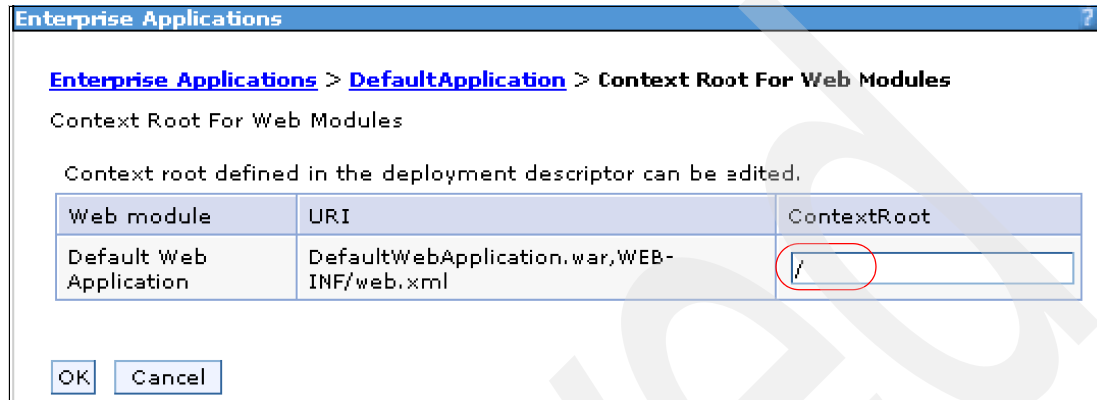 Enterprise Applications ?
Enterprise Applications > DefaultApplication > Context Root For Web Modules
Context Root For Web Modules
Context root defined in the deployment descriptor can be edited.
Web module URI ContextRoot
Default Web DefaultWebApplication.war,WEB- /
Application INF/web.xml
OK Cancel